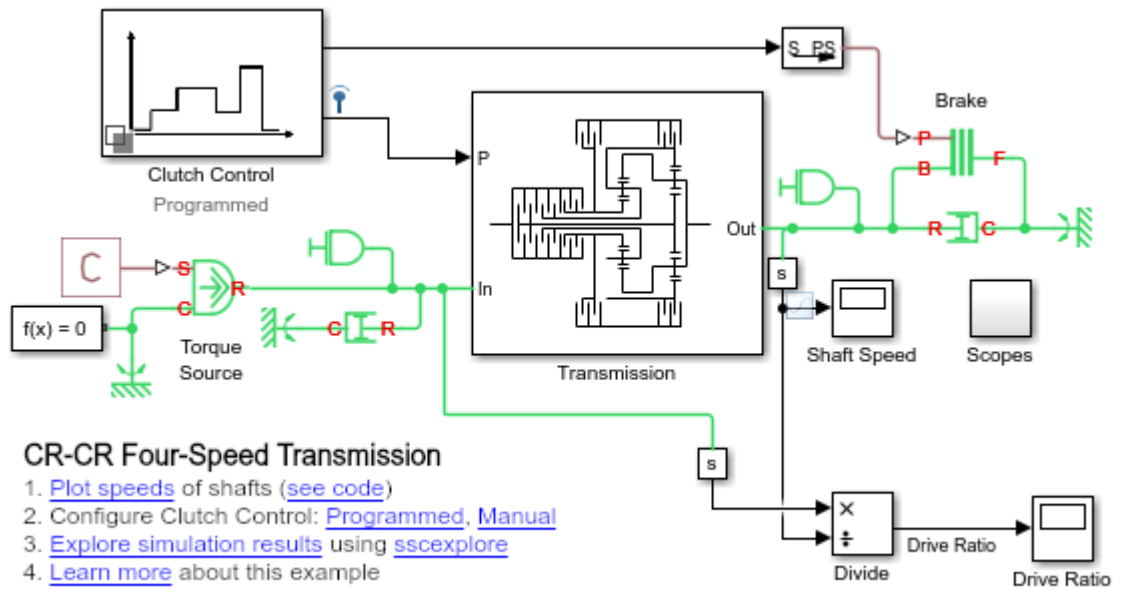 S PS
Brake
P
B
F
Clutch Control
Programmed
P
Out
R
C
C
S
R
C
In
s
f(x) = 0
C
R
Torque
Source
Shaft Speed
Scopes
Transmission
CR-CR Four-Speed Transmission
1. Plot speeds of shafts (see code)
2. Configure Clutch Control: Programmed, Manual
3. Explore simulation results using sscexplore
4. Learn more about this example
s
×
÷
Drive Ratio
Divide
Drive Ratio